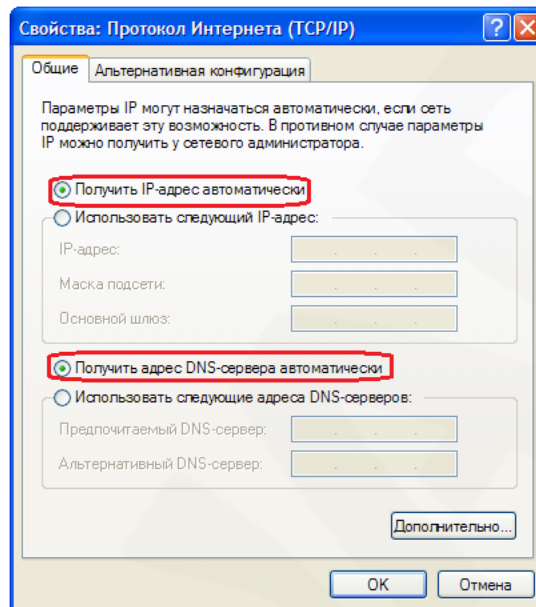 Свойства: Протокол Интернета (TCP/IP)
Общие
Альтернативная конфигурация
Параметры IP могут назначаться автоматически, если сеть
поддерживает эту возможность. В противном случае параметры
IP можно получить у сетевого администратора.
Получить IP-адрес автоматически
Использовать следующий IP-адрес:
IP-адрес:
Маска подсети:
Основной шлюз:
Получить адрес DNS-сервера автоматически
Использовать следующие адреса DNS-серверов:
Предпочитаемый DNS-сервер:
Альтернативный DNS-сервер:
Дополнительно...
ОК
Отмена